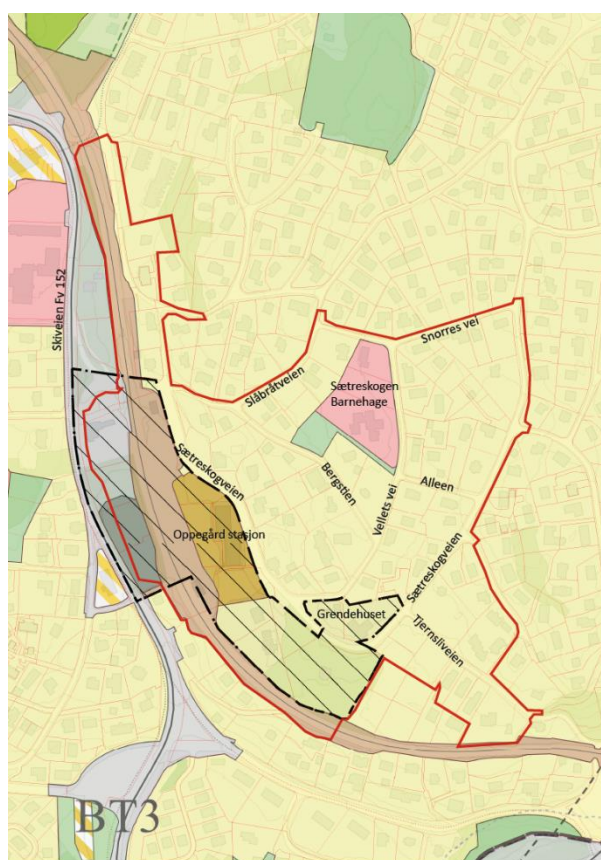 Skiveien Fv 152
Snorres vei
Slåbråtveien
Sætreskogen
Barnehage
Sætreskogveien
Bergstien
Vellets vei
Alleen
Oppegård stasjon
Sætreskogveien
Grendehuset
Tjernsliveien
BT3